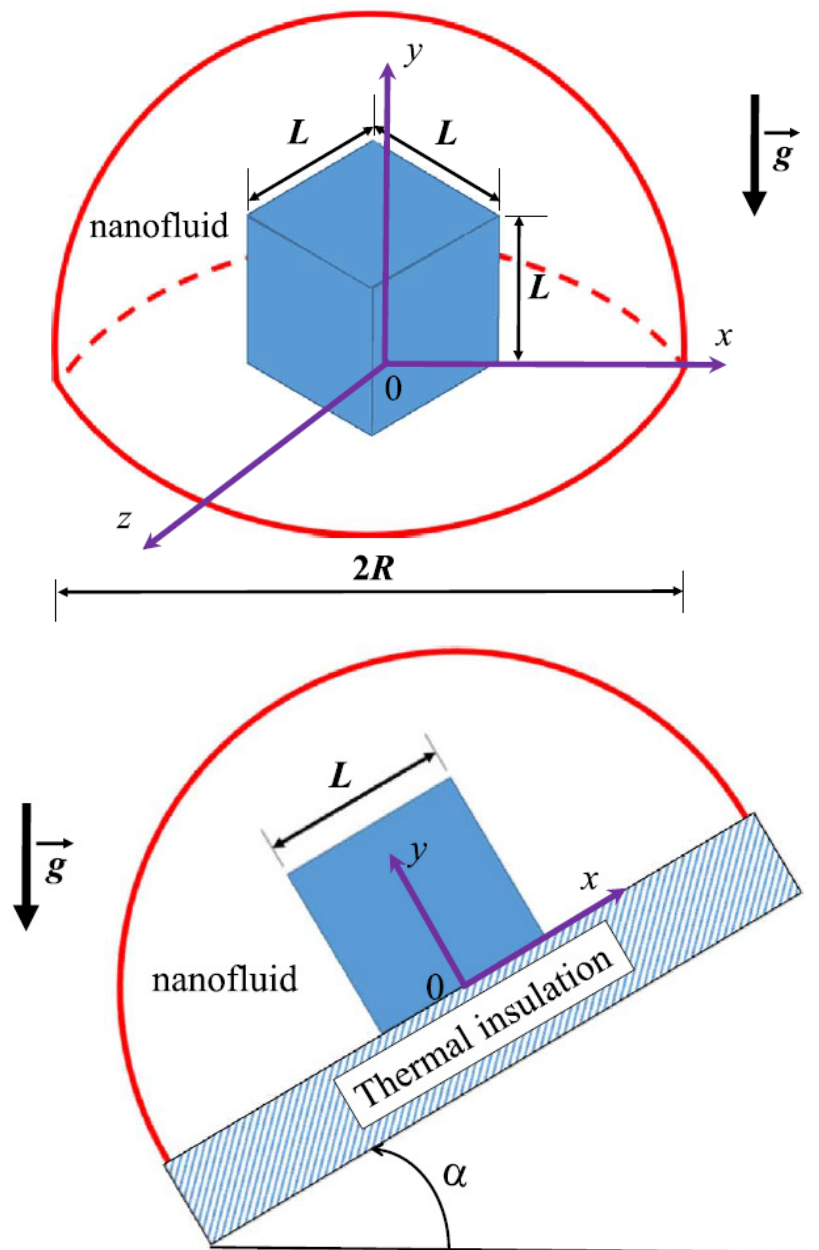 y
L
L
g
nanofluid
L
x
0
z
2R
L
g
y
x
nanofluid
0
Thermal insulation
α